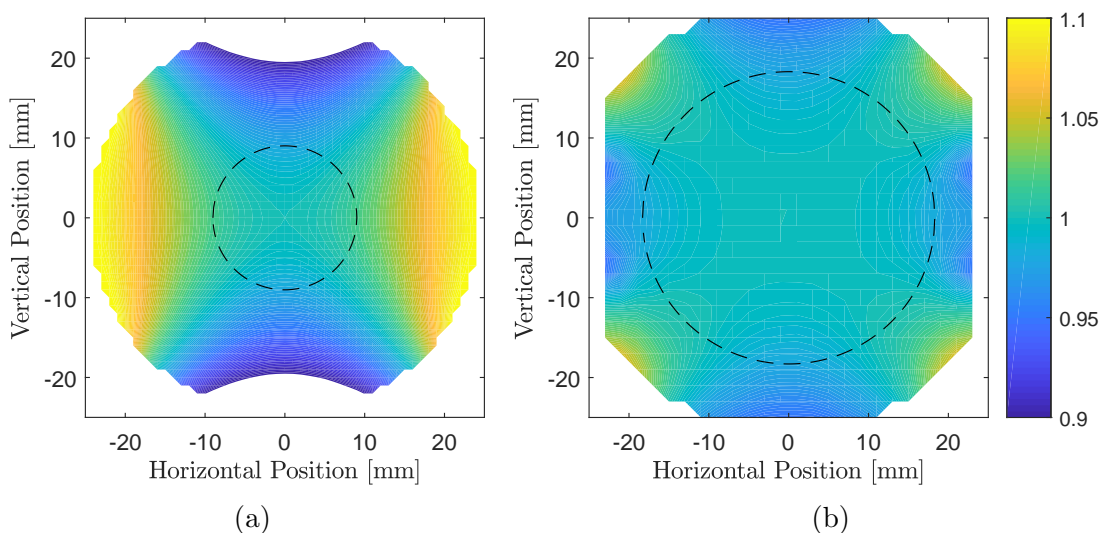 20
10
0
-10
-20
Vertical Position [mm]
-20 -10 0 10 20
Horizontal Position [mm]
(a)
20
10
0
-10
-20
Vertical Position [mm]
-20 -10 0 10 20
Horizontal Position [mm]
(b)
1.1
1.05
1
0.95
0.9